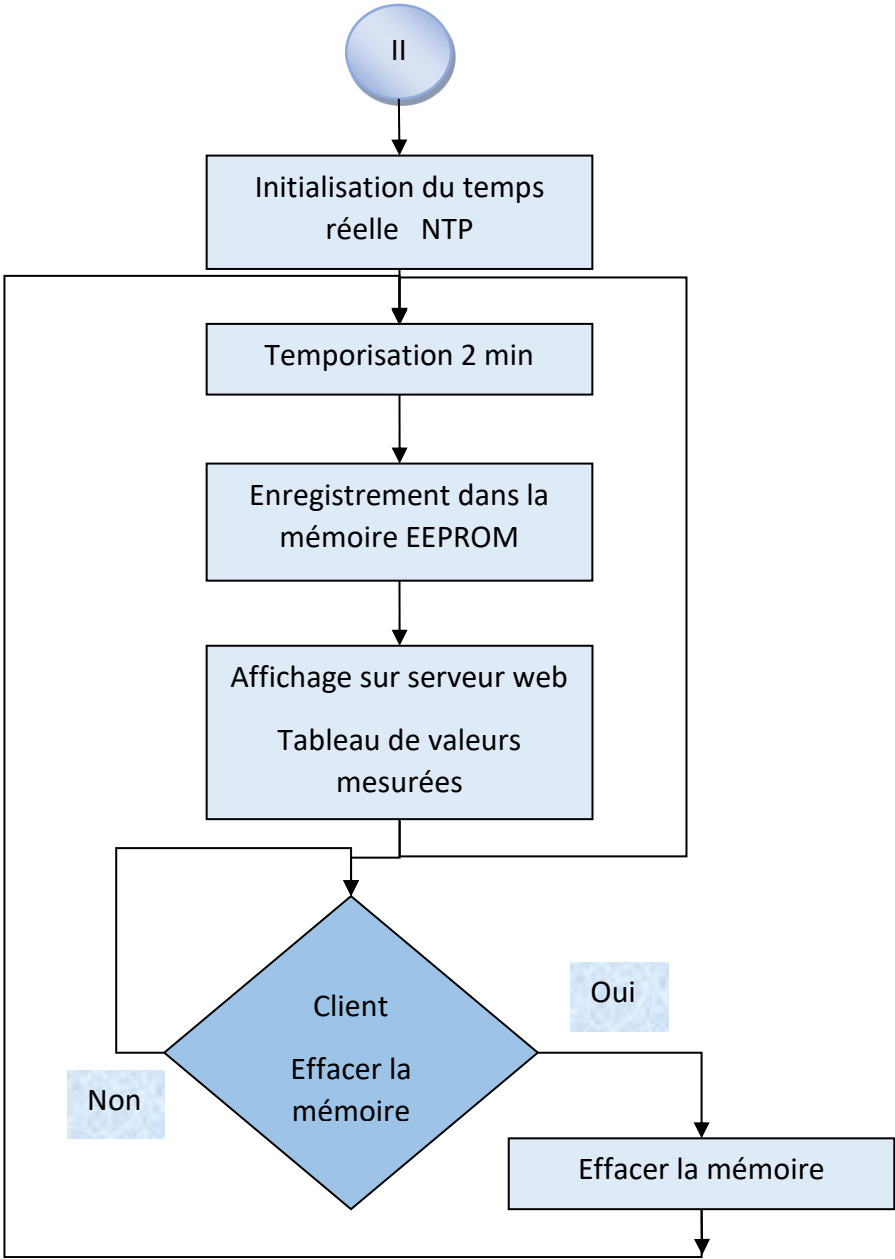 II
Initialisation du temps
réelle NTP
Temporisation 2 min
Enregistrement dans la
mémoire EEPROM
Affichage sur serveur web
Tableau de valeurs
mesurées
Client
Effacer la
mémoire
Oui
Non
Effacer la mémoire